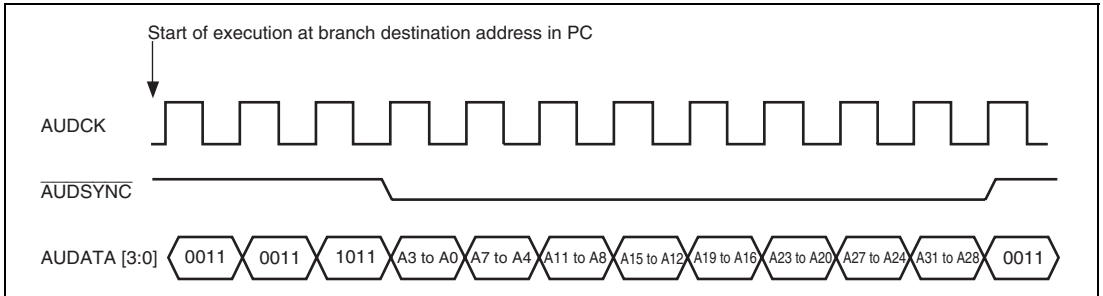 Start of execution at branch destination address in PC
AUDCK
AUDSYNC
AUDATA [3:0] 0011 0011 1011 A3 to A0 A7 to A4 A11 to A8 A15 to A12 A19 to A16 A23 to A20 A27 to A24 A31 to A28 0011